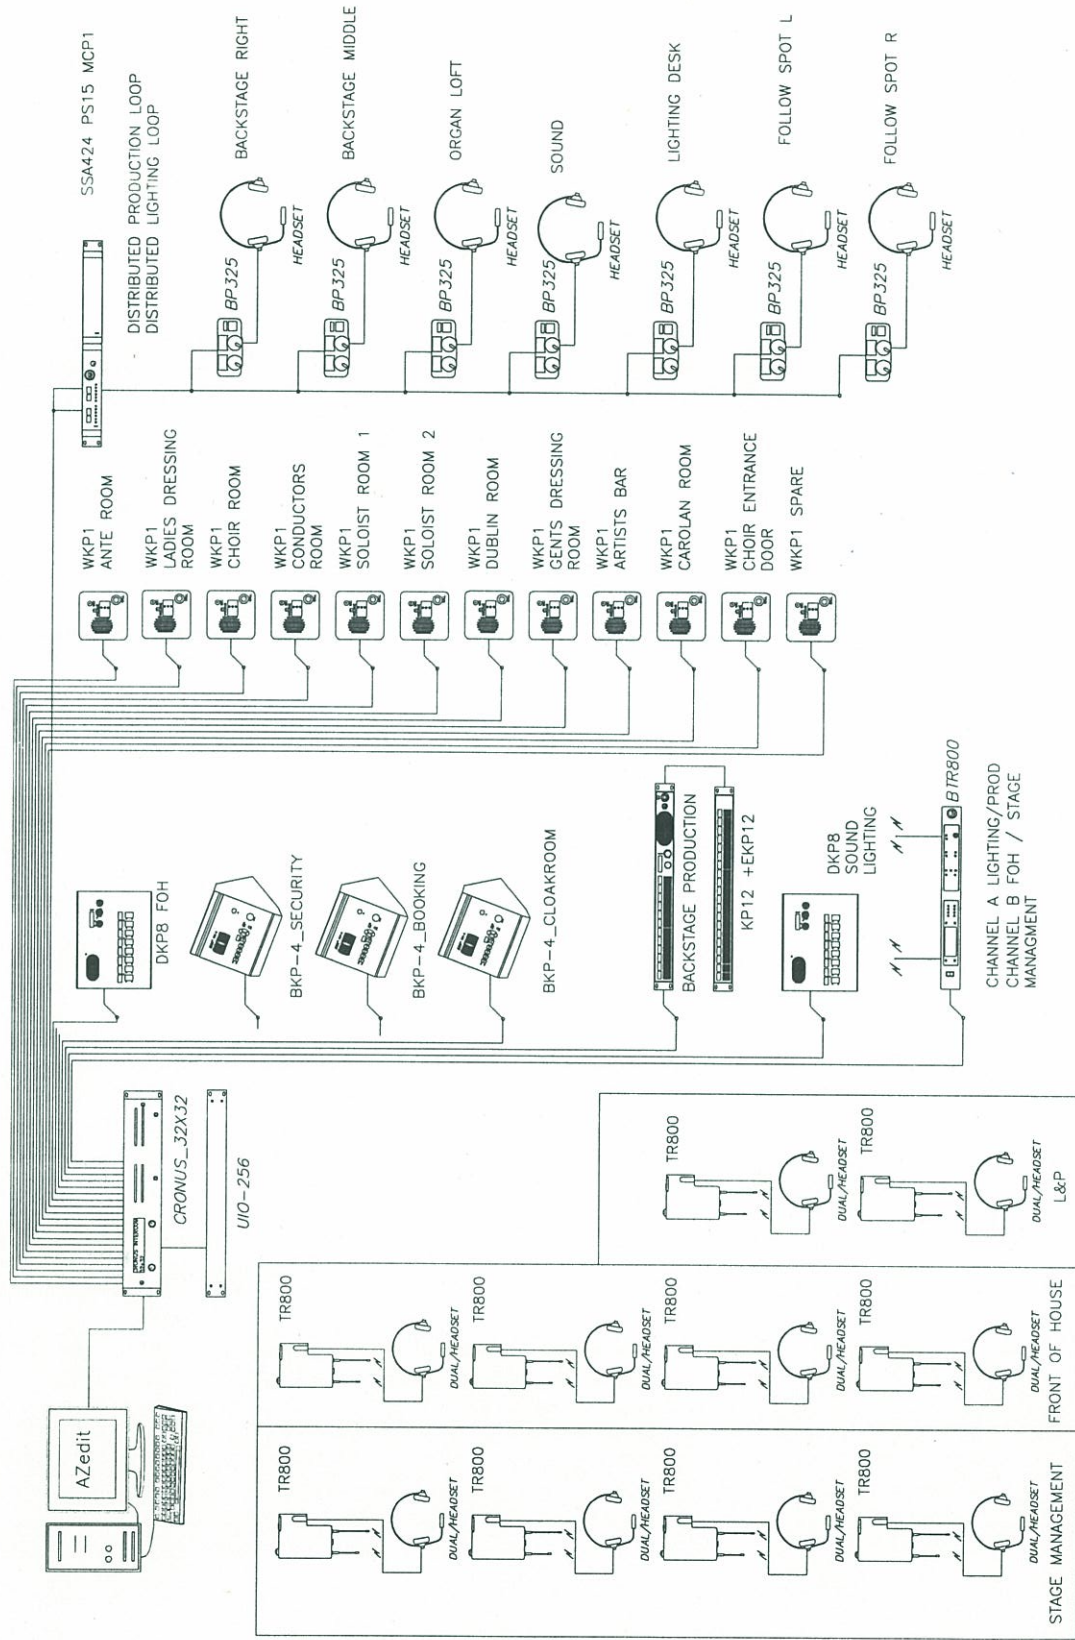 AZedit
CRONUS INTERCOM
32x32
CRONUS_32X32
UIO-256
DKP8 FOH
BKP-4_SECURITY
BKP-4_BOOKING
BKP-4_CLOAKROOM
BACKSTAGE PRODUCTION
KP12 +EKP12
DKP8
SOUND
LIGHTING
BTR800
CHANNEL A LIGHTING/PROD
CHANNEL B FOH / STAGE
MANAGMENT
WKP1
ANTE ROOM
WKP1
LADIES DRESSING
ROOM
WKP1
CHOIR ROOM
WKP1
CONDUCTORS
ROOM
WKP1
SOLOIST ROOM 1
WKP1
SOLOIST ROOM 2
WKP1
DUBLIN ROOM
WKP1
GENTS DRESSING
ROOM
WKP1
ARTISTS BAR
WKP1
CAROLAN ROOM
WKP1
CHOIR ENTRANCE
DOOR
WKP1 SPARE
SSA424 PS15 MCP1
DISTRIBUTED PRODUCTION LOOP
DISTRIBUTED LIGHTING LOOP
BP325
HEADSET
BACKSTAGE RIGHT
BP325
HEADSET
BACKSTAGE MIDDLE
BP325
HEADSET
ORGAN LOFT
BP325
HEADSET
SOUND
BP325
HEADSET
LIGHTING DESK
BP325
HEADSET
FOLLOW SPOT L
BP325
HEADSET
FOLLOW SPOT R
TR800
DUAL/HEADSET
TR800
DUAL/HEADSET
TR800
DUAL/HEADSET
TR800
DUAL/HEADSET
STAGE MANAGEMENT
TR800
DUAL/HEADSET
TR800
DUAL/HEADSET
TR800
DUAL/HEADSET
TR800
DUAL/HEADSET
FRONT OF HOUSE
TR800
DUAL/HEADSET
TR800
DUAL/HEADSET
L&P